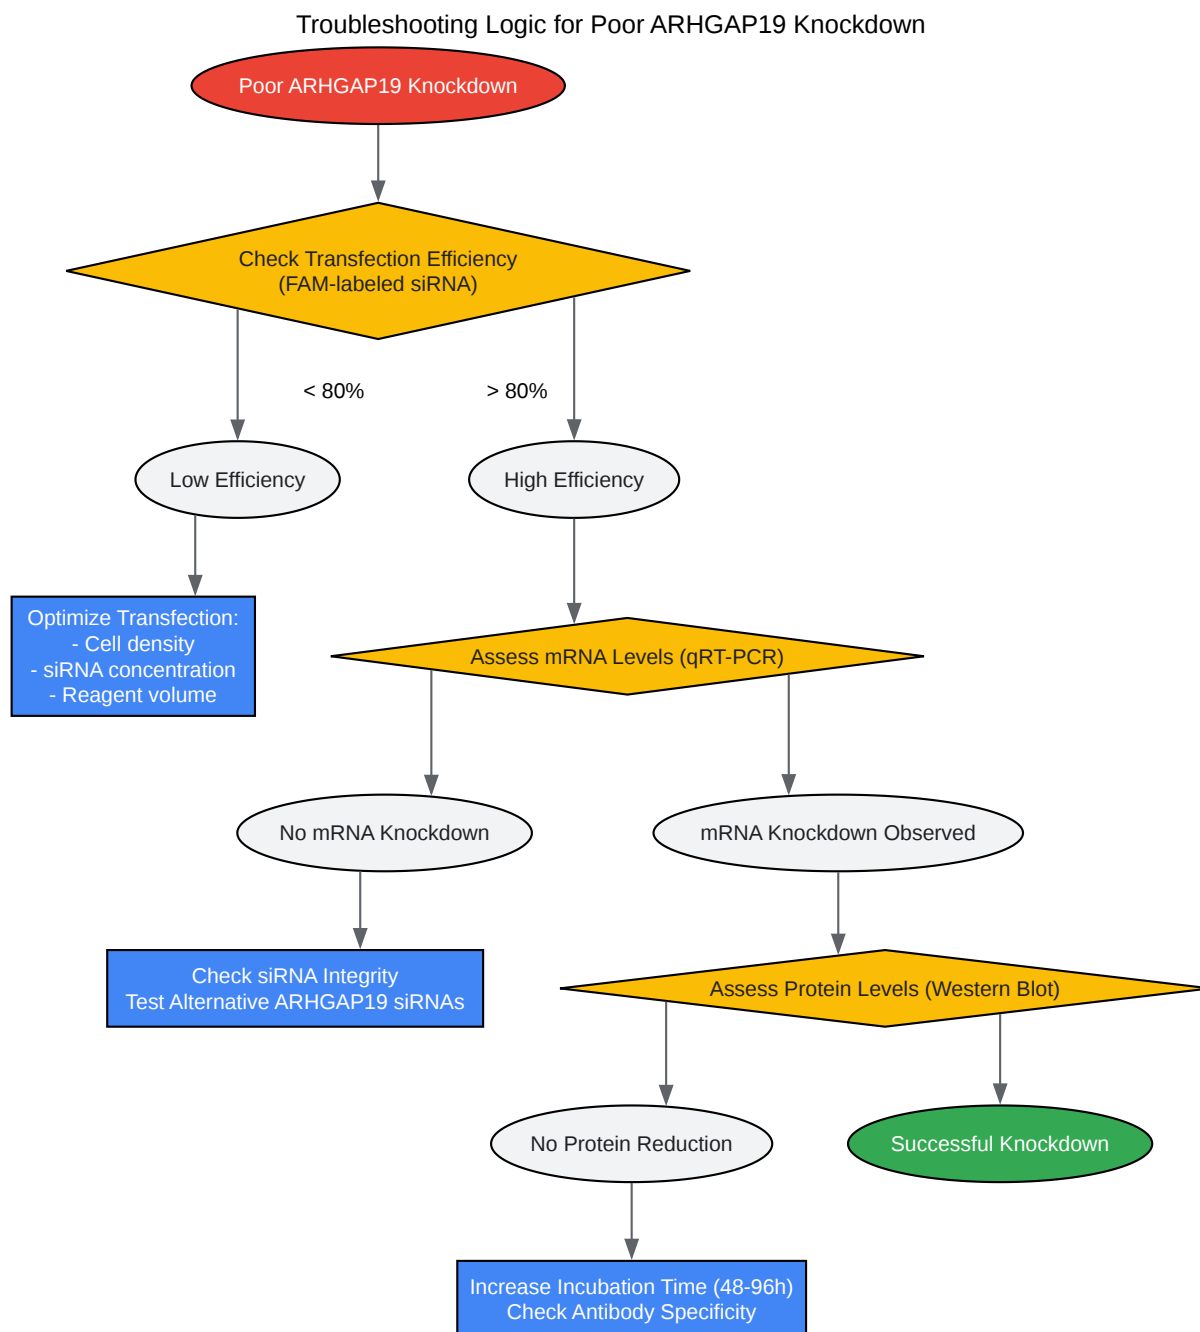 Troubleshooting Logic for Poor ARHGAP19 Knockdown
Poor ARHGAP19 Knockdown
Check Transfection Efficiency
(FAM-labeled siRNA)
< 80%
> 80%
Low Efficiency
High Efficiency
Optimize Transfection:
- Cell density
- siRNA concentration
- Reagent volume
Assess mRNA Levels (qRT-PCR)
No mRNA Knockdown
mRNA Knockdown Observed
Check siRNA Integrity
Test Alternative ARHGAP19 siRNAs
Assess Protein Levels (Western Blot)
No Protein Reduction
Successful Knockdown
Increase Incubation Time (48-96h)
Check Antibody Specificity